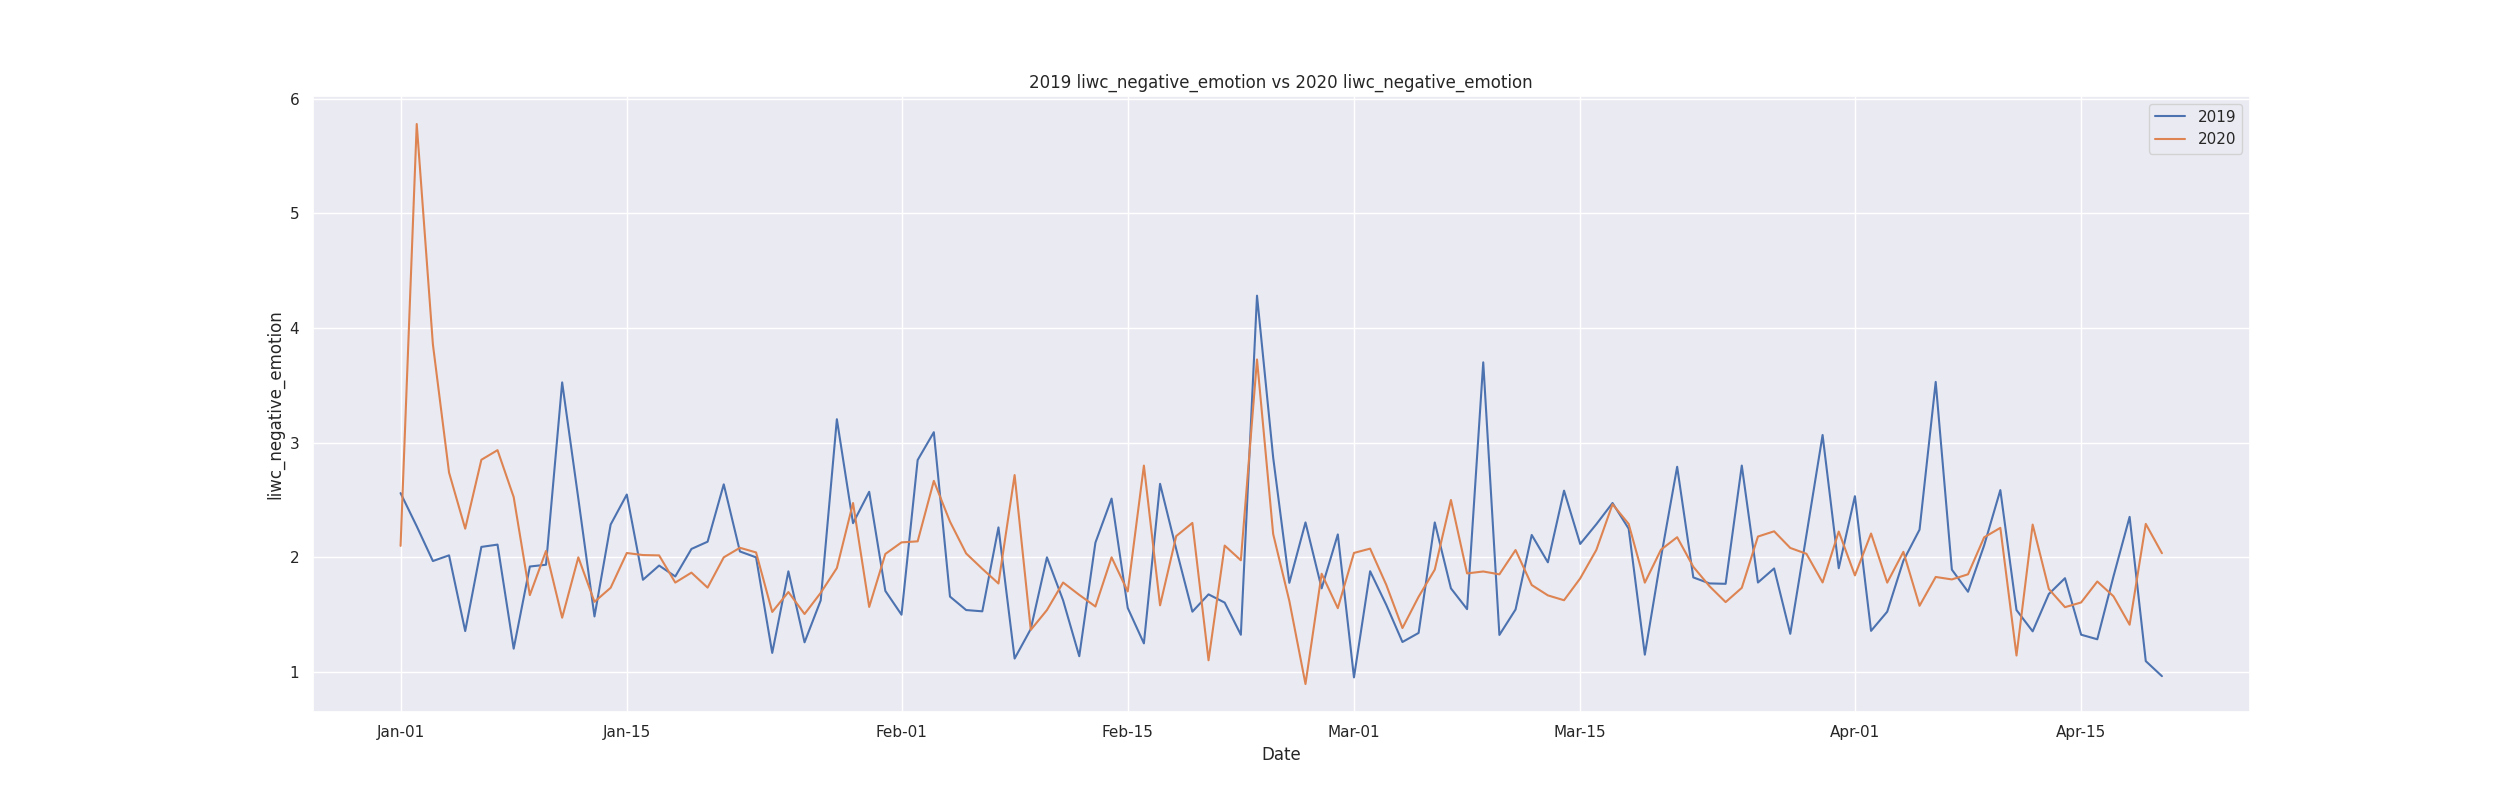 2019 liwc_negative_emotion vs 2020 liwc_negative_emotion
2019
2020
liwc_negative_emotion
6
5
4
3
2
1
Jan-01 Jan-15 Feb-01 Feb-15 Mar-01 Mar-15 Apr-01 Apr-15
Date